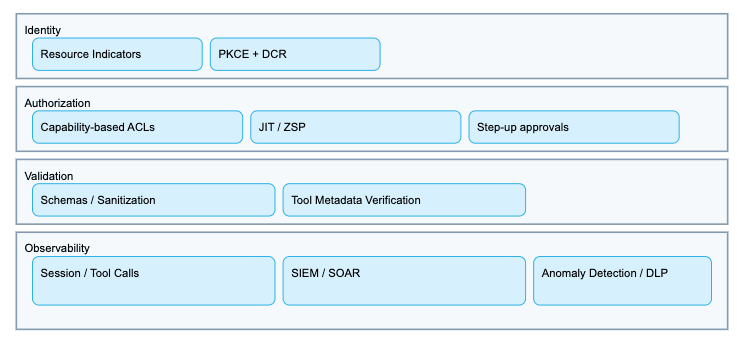 Identity
Resource Indicators
PKCE + DCR
Authorization
Capability-based ACLs
JIT / ZSP
Step-up approvals
Validation
Schemas / Sanitization
Tool Metadata Verification
Observability
Session / Tool Calls
SIEM / SOAR
Anomaly Detection / DLP